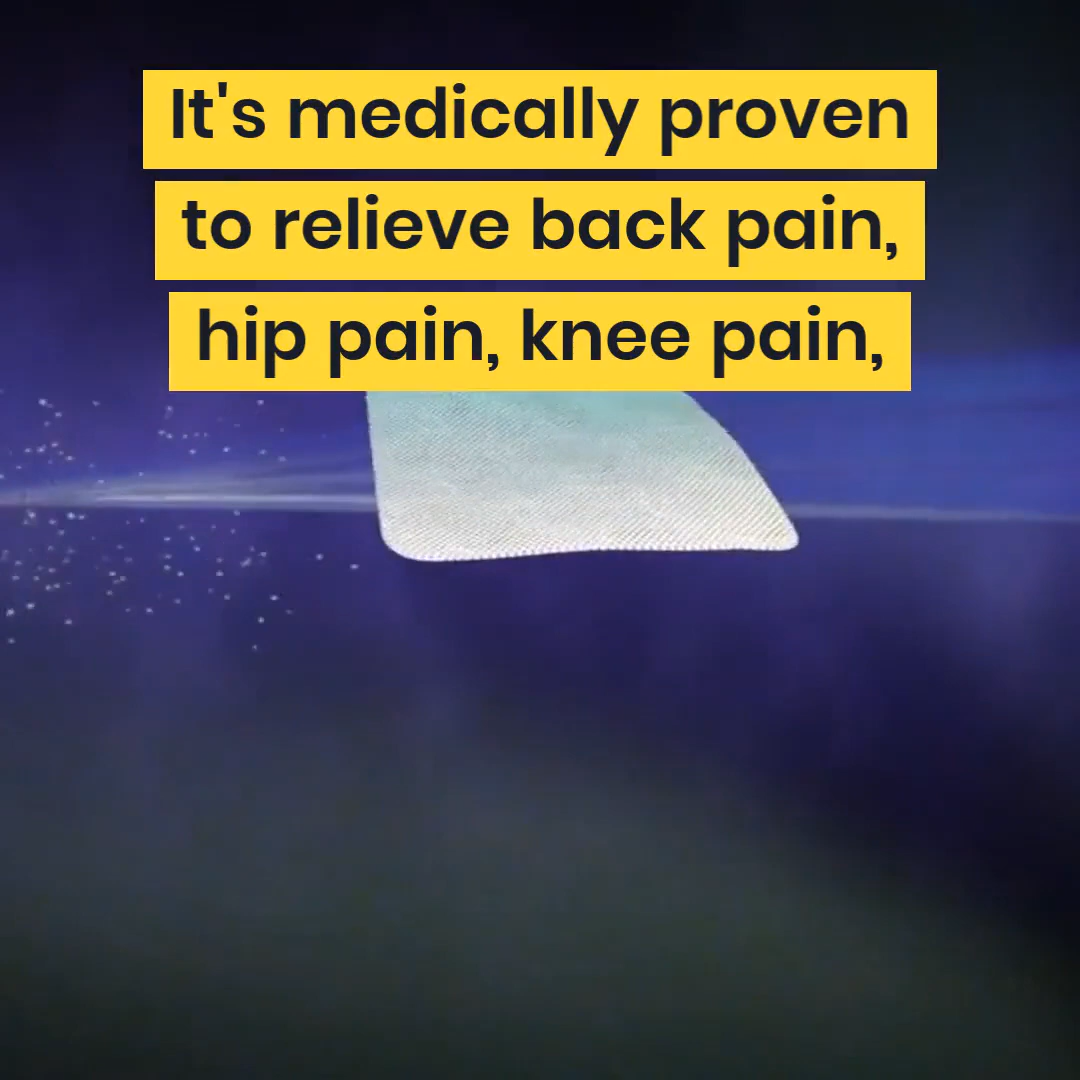 It's medically proven
to relieve back pain,
hip pain, knee pain,